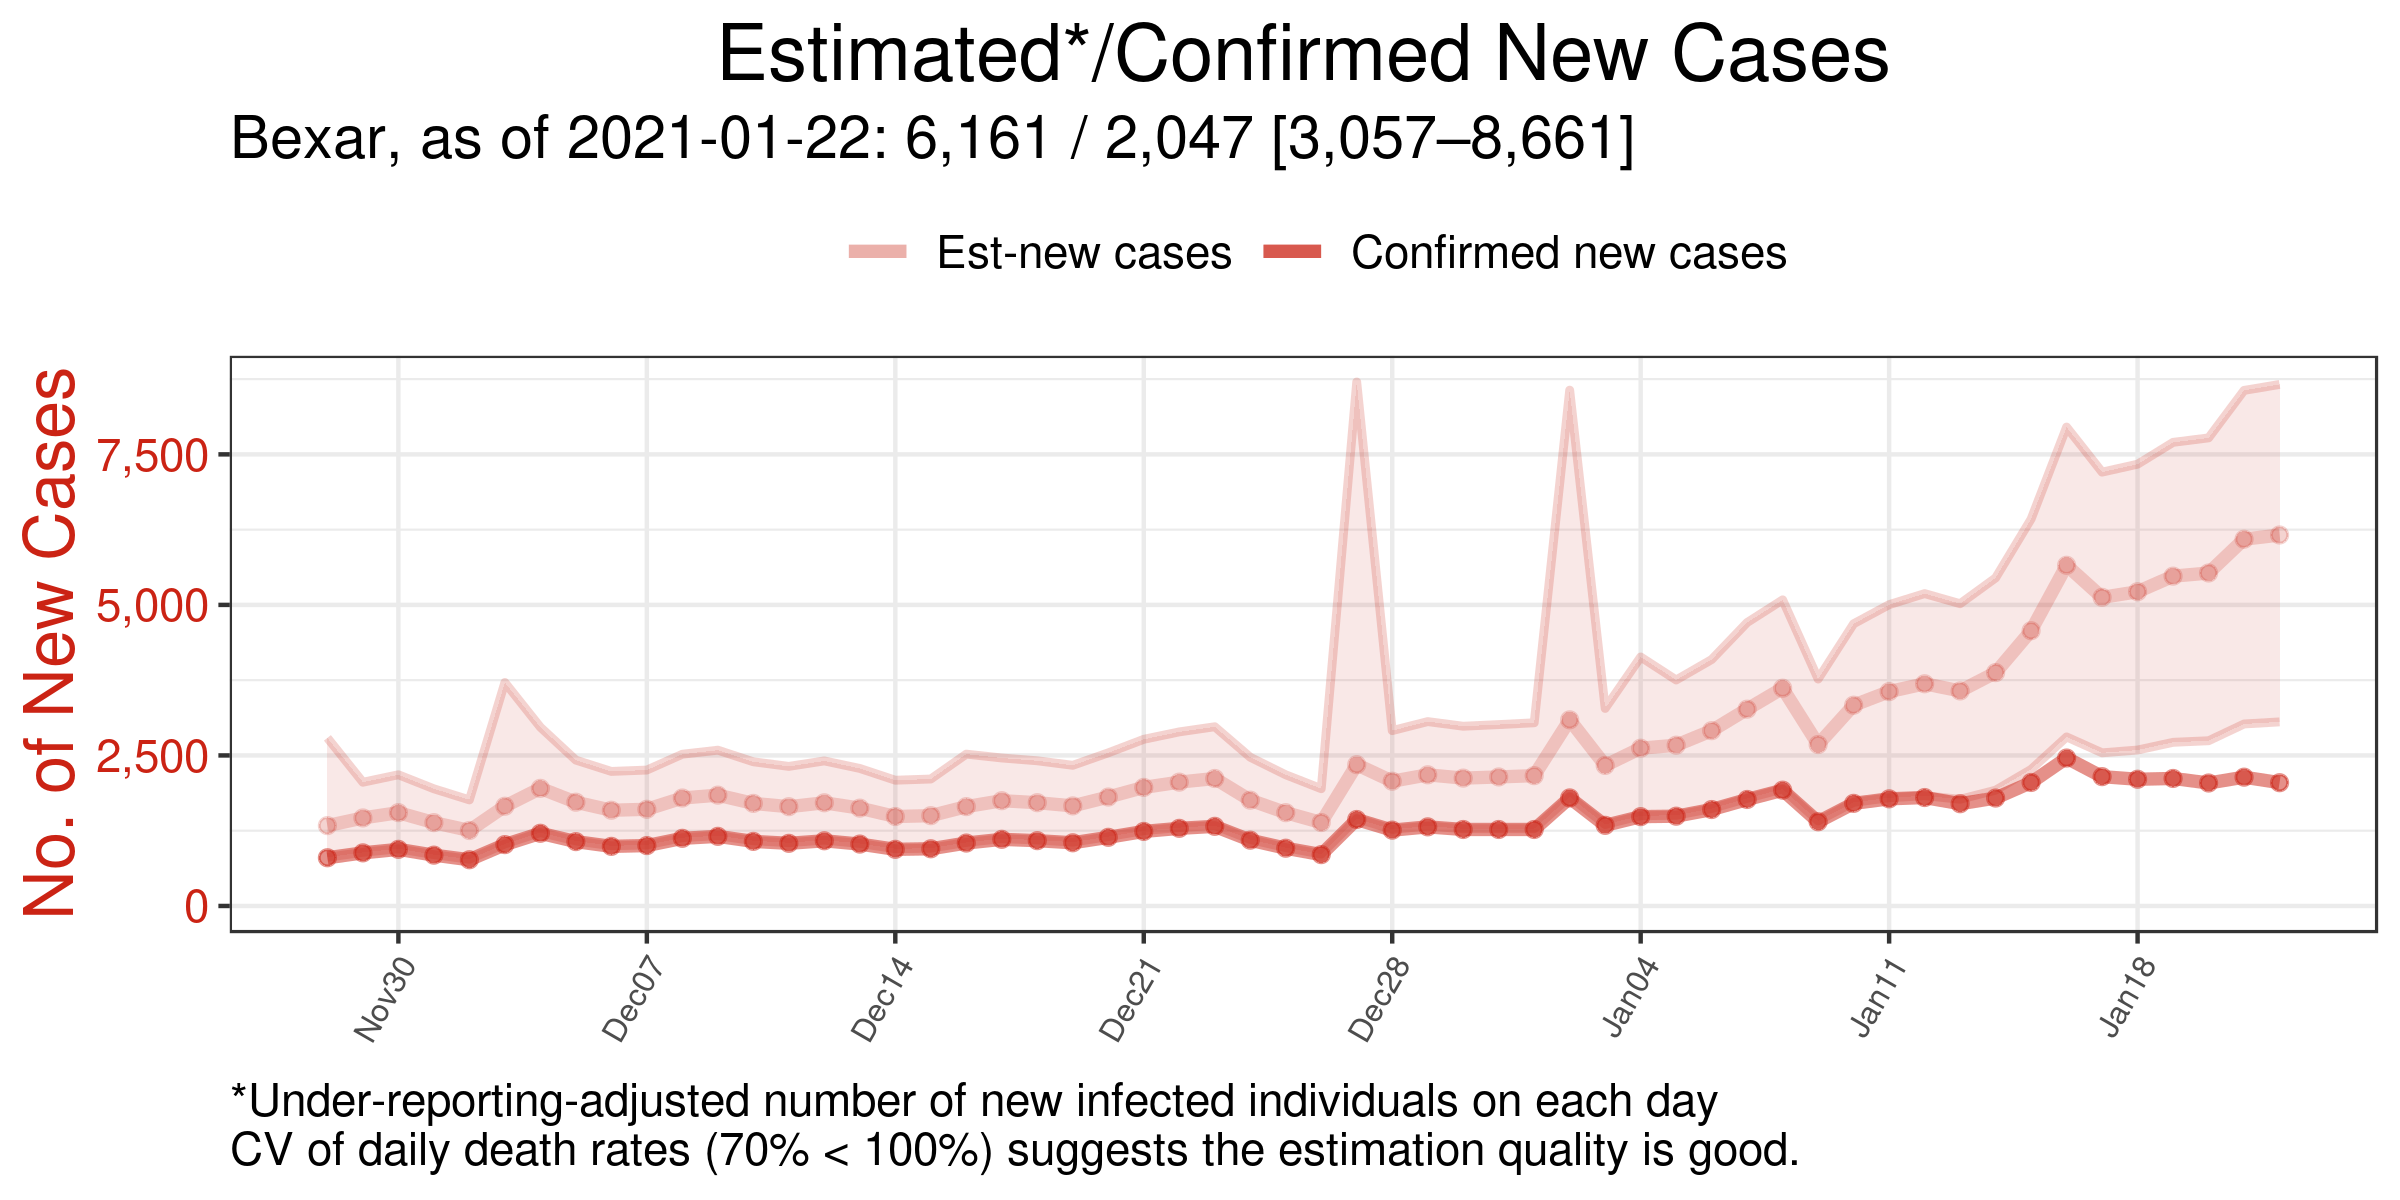 Estimated*/Confirmed New Cases
Bexar, as of 2021-01-22: 6,161 / 2,047 [3,057–8,661]
Est-new cases
Confirmed new cases
No. of New Cases
7,500
5,000
2,500
0
Nov30
Dec07
Dec14
Dec21
Dec28
Jan04
Jan11
Jan18
*Under-reporting-adjusted number of new infected individuals on each day
CV of daily death rates (70% < 100%) suggests the estimation quality is good.